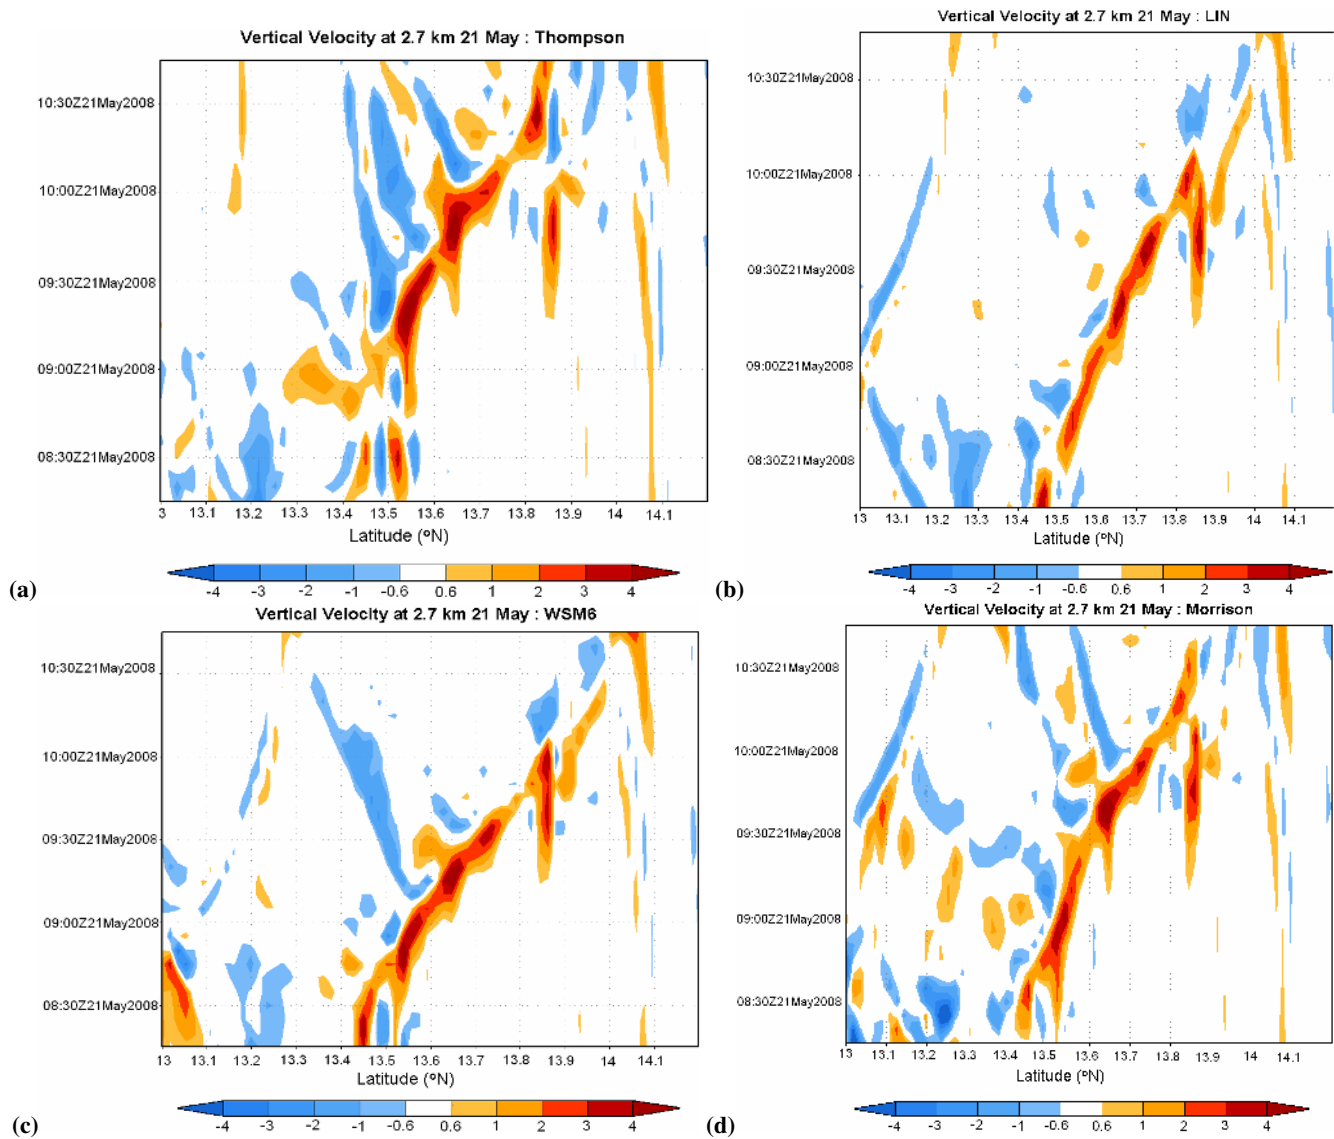 Vertical Velocity at 2.7 km 21 May : Thompson
10:30Z21May2008
10:00Z21May2008
09:30Z21May2008
09:00Z21May2008
08:30Z21May2008
3 13.1 13.2 13.3 13.4 13.5 13.6 13.7 13.8 13.9 14 14.1
Latitude (ºN)
-4 -3 -2 -1 -0.6 0.6 1 2 3 4
(a)
Vertical Velocity at 2.7 km 21 May : LIN
10:30Z21May2008
10:00Z21May2008
09:30Z21May2008
09:00Z21May2008
08:30Z21May2008
13 13.1 13.2 13.3 13.4 13.5 13.6 13.7 13.8 13.9 14 14.1
Latitude (ºN)
-4 -3 -2 -1 -0.6 0.6 1 2 3 4
(b)
Vertical Velocity at 2.7 km 21 May : WSM6
10:30Z21May2008
10:00Z21May2008
09:30Z21May2008
09:00Z21May2008
08:30Z21May2008
13 13.1 13.2 13.3 13.4 13.5 13.6 13.7 13.8 13.9 14 14.1
Latitude (ºN)
-4 -3 -2 -1 -0.6 0.6 1 2 3 4
(c)
Vertical Velocity at 2.7 km 21 May : Morrison
10:30Z21May2008
10:00Z21May2008
09:30Z21May2008
09:00Z21May2008
08:30Z21May2008
13 13.1 13.2 13.3 13.4 13.5 13.6 13.7 13.8 13.9 14 14.1
Latitude (ºN)
-4 -3 -2 -1 -0.6 0.6 1 2 3 4
(d)